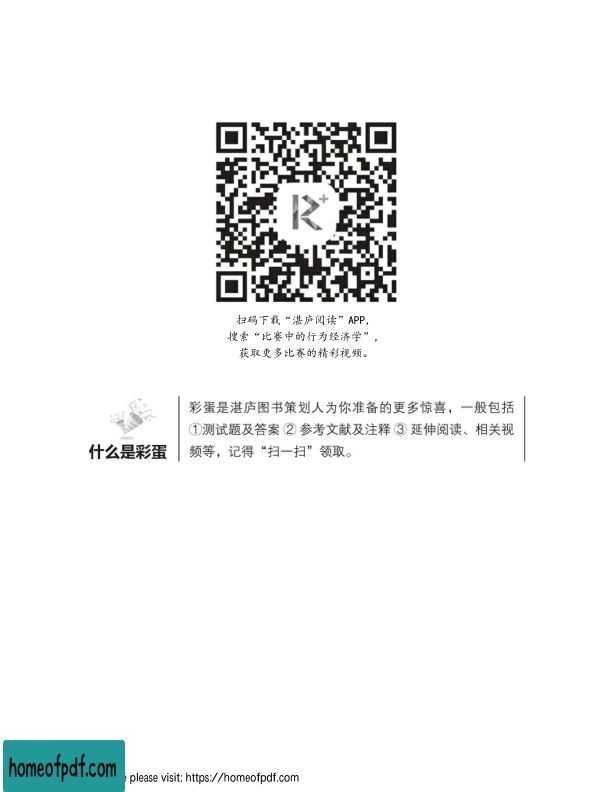 R+
扫码下载“湛庐阅读”APP,
搜索“比赛中的行为经济学”,
获取更多比赛的精彩视频。
彩蛋是湛庐图书策划人为你准备的更多惊喜，一般包括
①测试题及答案 ② 参考文献及注释 ③ 延伸阅读、相关视
频等，记得“扫一扫”领取。
什么是彩蛋
homeofpdf.com
please visit: https://homeofpdf.com